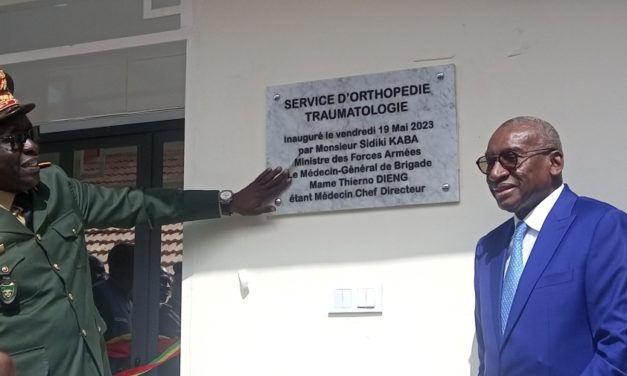 SERVICE D'ORTHOPEDIE
TRAUMATOLOGIE
inauguré le vendredi 19 Mai 2023
par Monsieur Sidiki KABA
Ministre des Forces Armées
Le Médecin-Général de Brigade
Mame Thierno DIENG
étant Médecin Chef Directeur